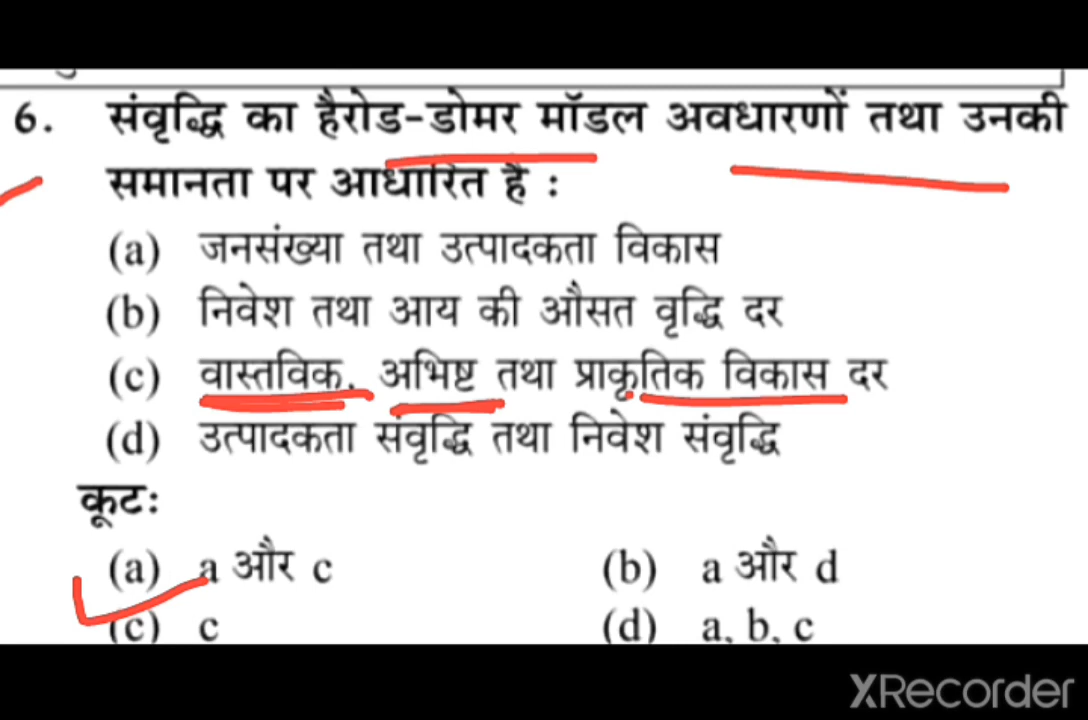 6. संवृद्धि का हैरोड-डोमर मॉडल अवधारणों तथा उनकी
समानता पर आधारित है :
(a) जनसंख्या तथा उत्पादकता विकास
(b) निवेश तथा आय की औसत वृद्धि दर
(c) वास्तविक, अभिष्ट तथा प्राकृतिक विकास दर
(d) उत्पादकता संवृद्धि तथा निवेश संवृद्धि
कूटः
(a) a और c (b) a और d
(c) c (d) a, b, c
XRecorder